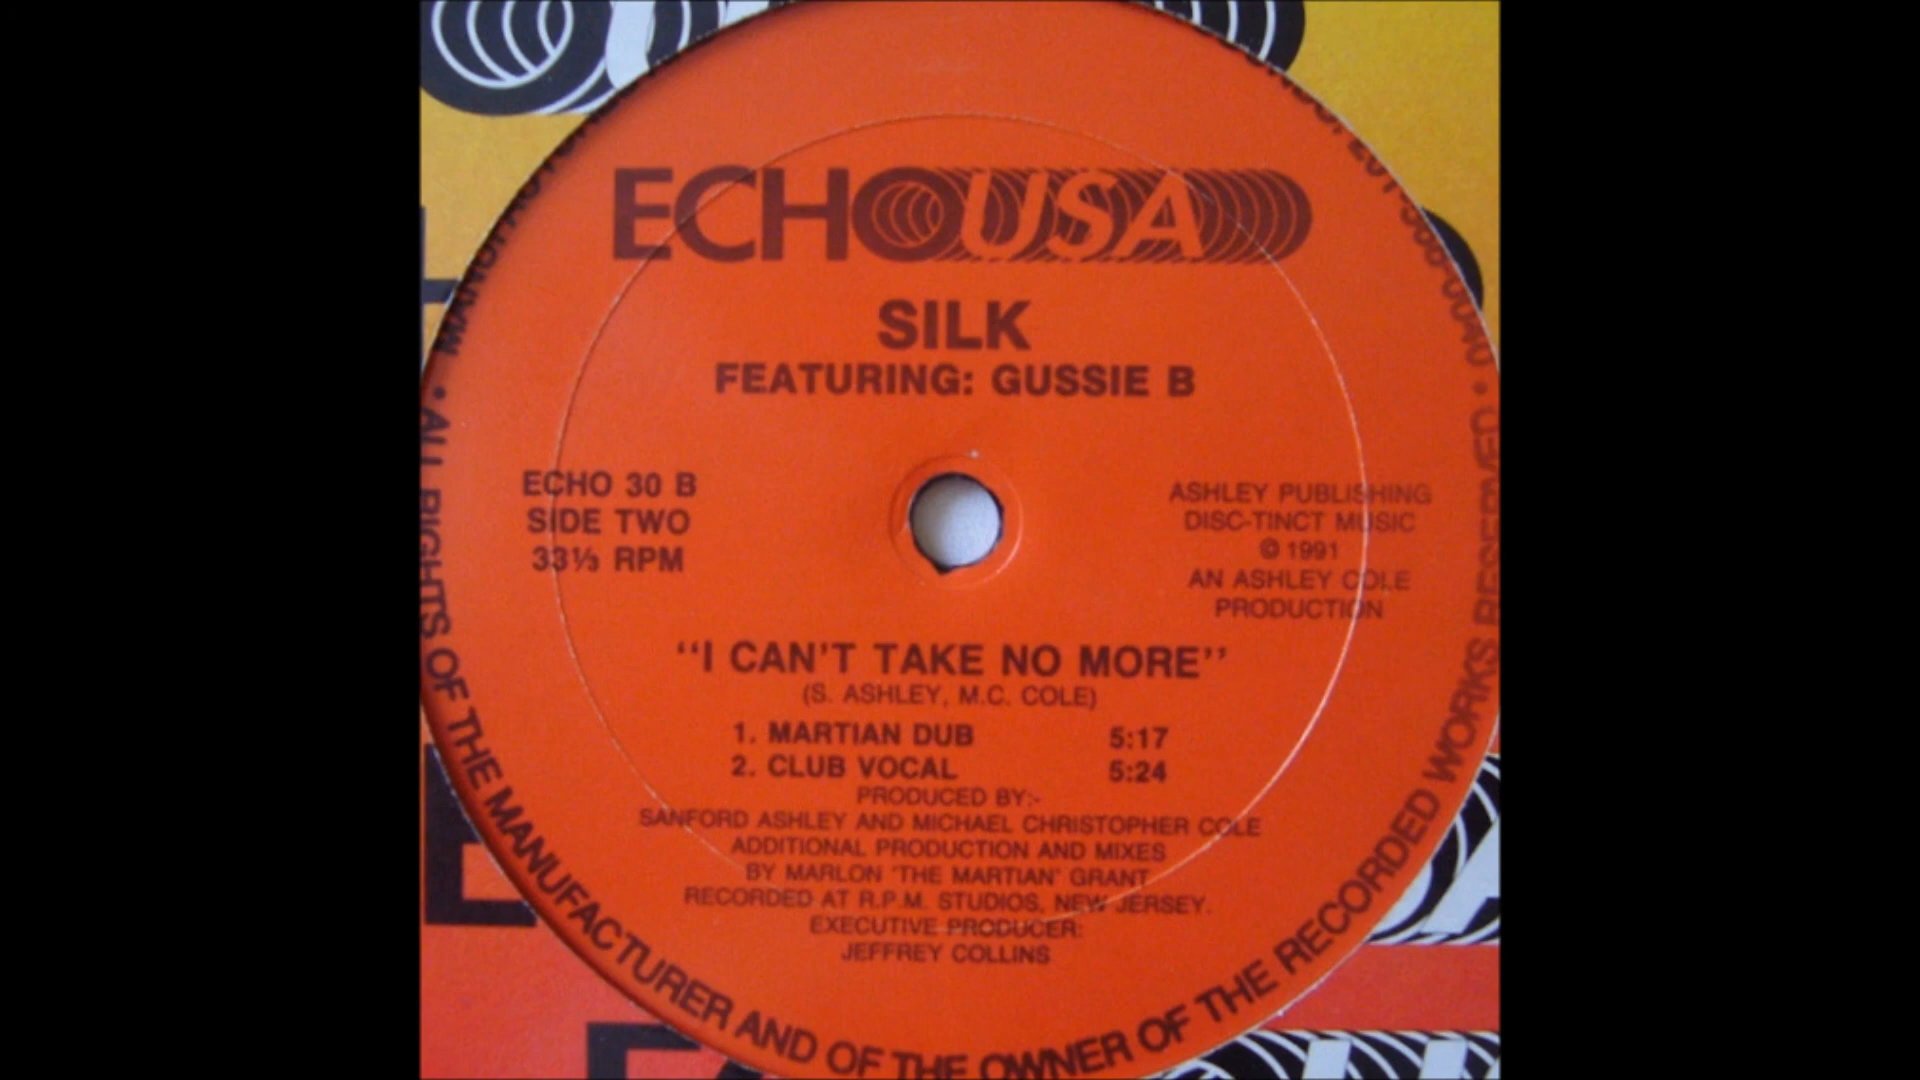 ECHO USA
SILK
FEATURING: GUSSIE B
ECHO 30 B
SIDE TWO
33⅓ RPM
ASHLEY PUBLISHING
DISC-TINCT MUSIC
© 1991
AN ASHLEY COLE
PRODUCTION
“I CAN'T TAKE NO MORE”
(S. ASHLEY, M.C. COLE)
1. MARTIAN DUB 5:17
2. CLUB VOCAL 5:24
PRODUCED BY:-
SANFORD ASHLEY AND MICHAEL CHRISTOPHER COLE
ADDITIONAL PRODUCTION AND MIXES
BY MARLON 'THE MARTIAN' GRANT
RECORDED AT R.P.M. STUDIOS, NEW JERSEY.
EXECUTIVE PRODUCER:
JEFFREY COLLINS
• ALL RIGHTS OF THE MANUFACTURER AND OF THE OWNER OF THE RECORDED WORKS RESERVED •